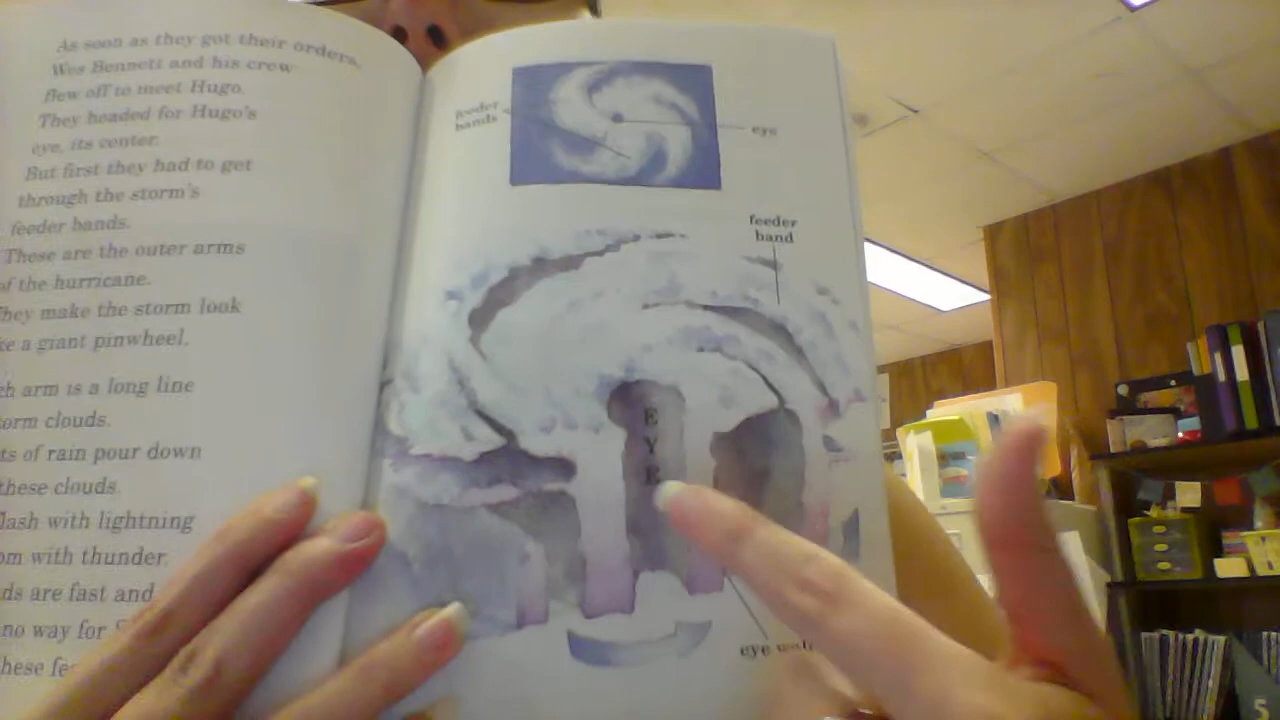 As soon as they got their orders,
Wes Bennett and his crew
flew off to meet Hugo.
They headed for Hugo's
eye, its center.
But first they had to get
through the storm's
feeder bands.
These are the outer arms
of the hurricane.
They make the storm look
a giant pinwheel.
arm is a long line
clouds.
of rain pour down
these clouds.
with lightning
with thunder.
are fast and
no way for
feeder
bands
eye
feeder
band
EYE
eye
5